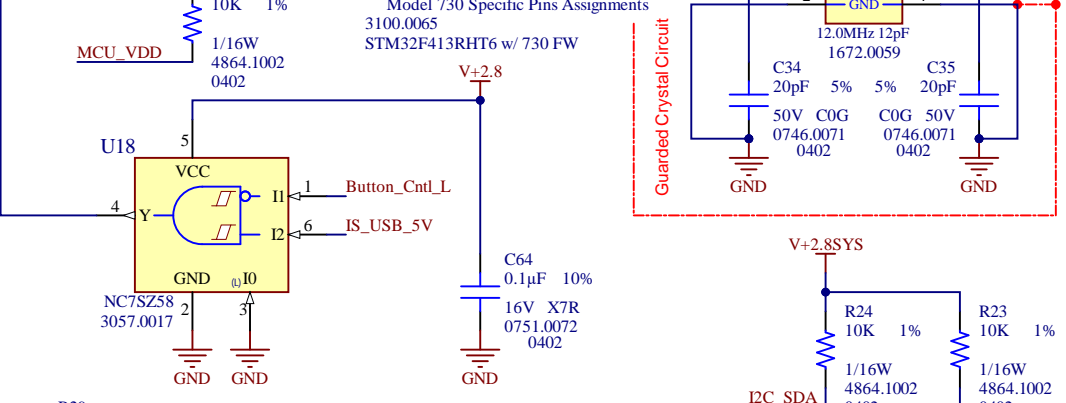 10K 1%
1/16W
4864.1002
0402
MCU_VDD
Model 730 Specific Pins Assignments
3100.0065
STM32F413RHT6 w/ 730 FW
V+2.8
U18
5
VCC
4
Y
I1
1
Button_Cntl_L
I2
6
IS_USB_5V
GND
(L) I0
NC7SZ58
3057.0017
2
3
GND
GND
C64
0.1µF 10%
16V X7R
0751.0072
0402
GND
Guarded Crystal Circuit
GND
12.0MHz 12pF
1672.0059
C34
20pF 5%
50V C0G
0746.0071
0402
GND
C35
5% 20pF
C0G 50V
0746.0071
0402
GND
V+2.8SYS
R24
10K 1%
1/16W
4864.1002
R23
10K 1%
1/16W
4864.1002
I2C_SDA